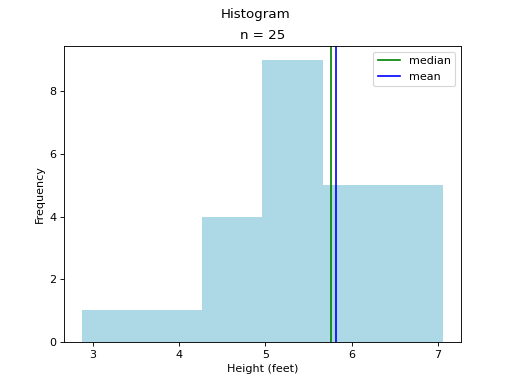 Histogram
n = 25
median
mean
8
6
4
2
0
Frequency
3 4 5 6 7
Height (feet)